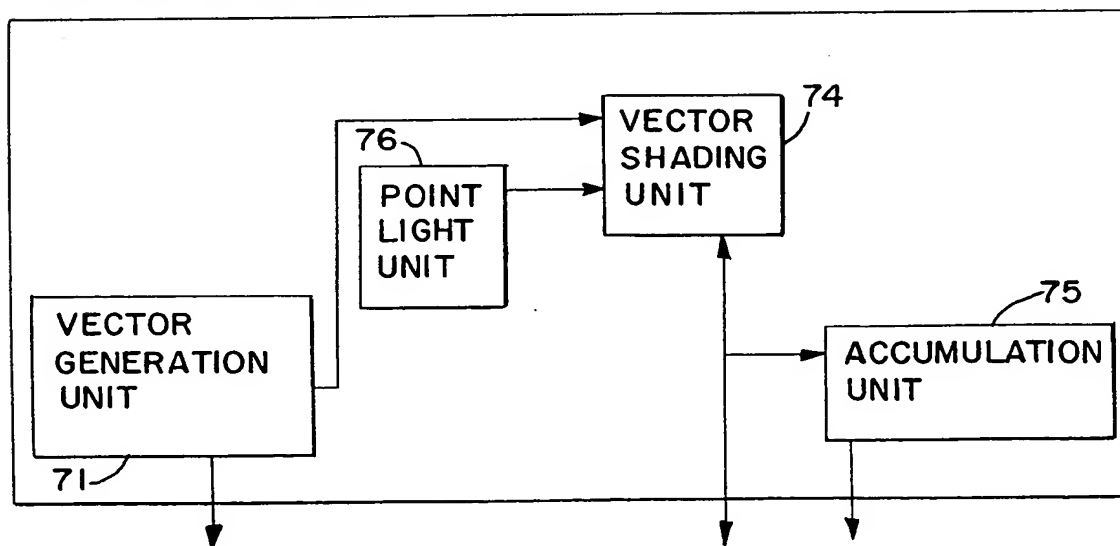 74
VECTOR
SHADING
UNIT
76
POINT
LIGHT
UNIT
75
VECTOR
GENERATION
UNIT
ACCUMULATION
UNIT
71